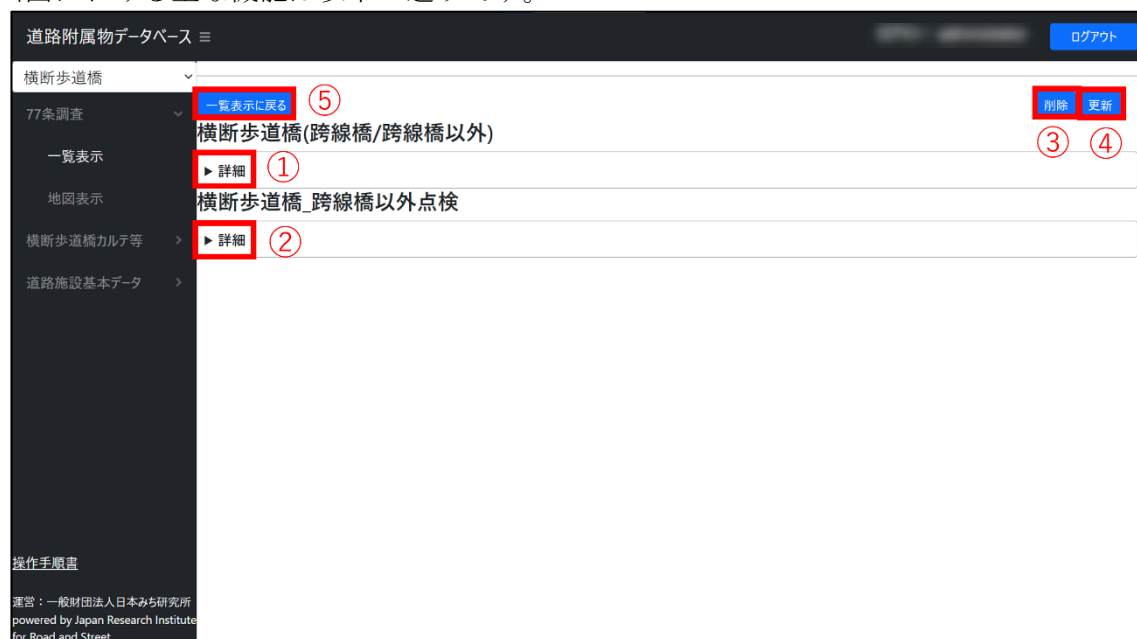 道路附属物データベース ≡
ログアウト
横断歩道橋
77条調査
一覧表示
地図表示
横断歩道橋カルテ等
道路施設基本データ
操作手順書
運営：一般財団法人日本みち研究所
powered by Japan Research Institute
for Road and Street
一覧表示に戻る ⑤
削除 更新
③ ④
横断歩道橋(跨線橋/跨線橋以外)
▶ 詳細 ①
横断歩道橋_跨線橋以外点検
▶ 詳細 ②